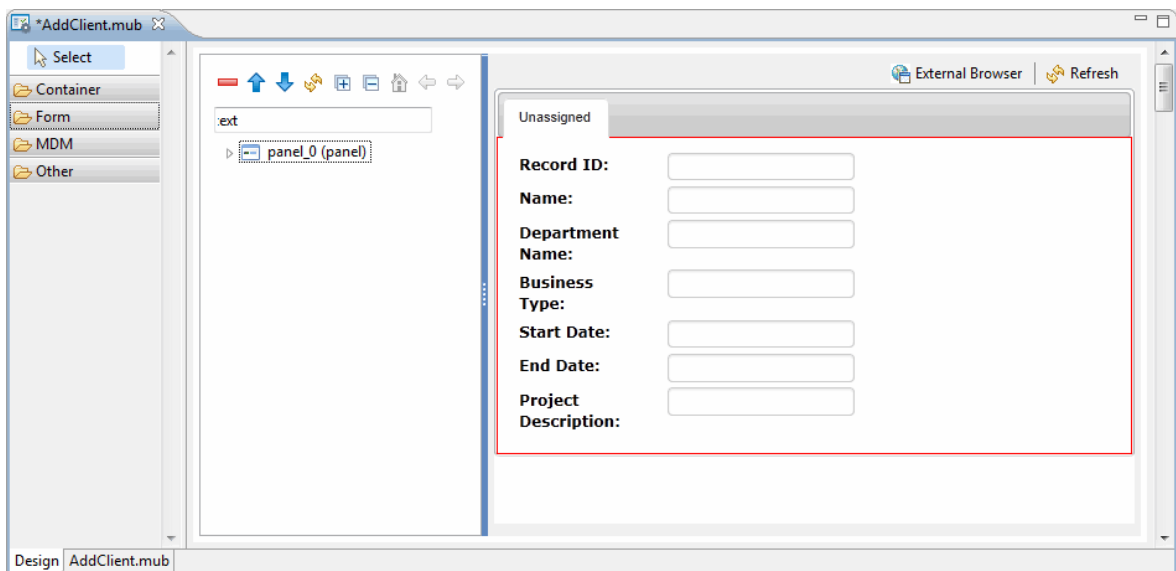 *AddClient.mub
Select
Container
Form
MDM
Other
:ext
panel_0 (panel)
External Browser
Refresh
Unassigned
Record ID:
Name:
Department
Name:
Business
Type:
Start Date:
End Date:
Project
Description:
Design AddClient.mub